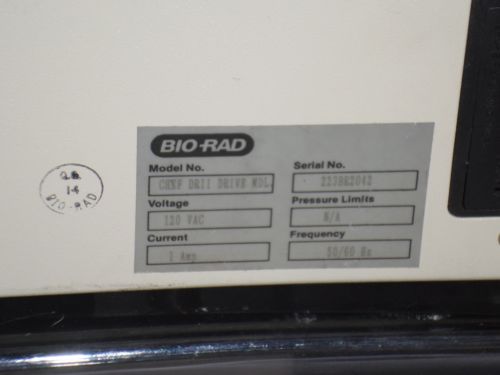 BIO-RAD
Model No.
CHEF DRII DRIVE MDL
Serial No.
Voltage
120 VAC
Pressure Limits
N/A
Current
1 Amp
Frequency
50/60 Hz
14
BIO-RAD